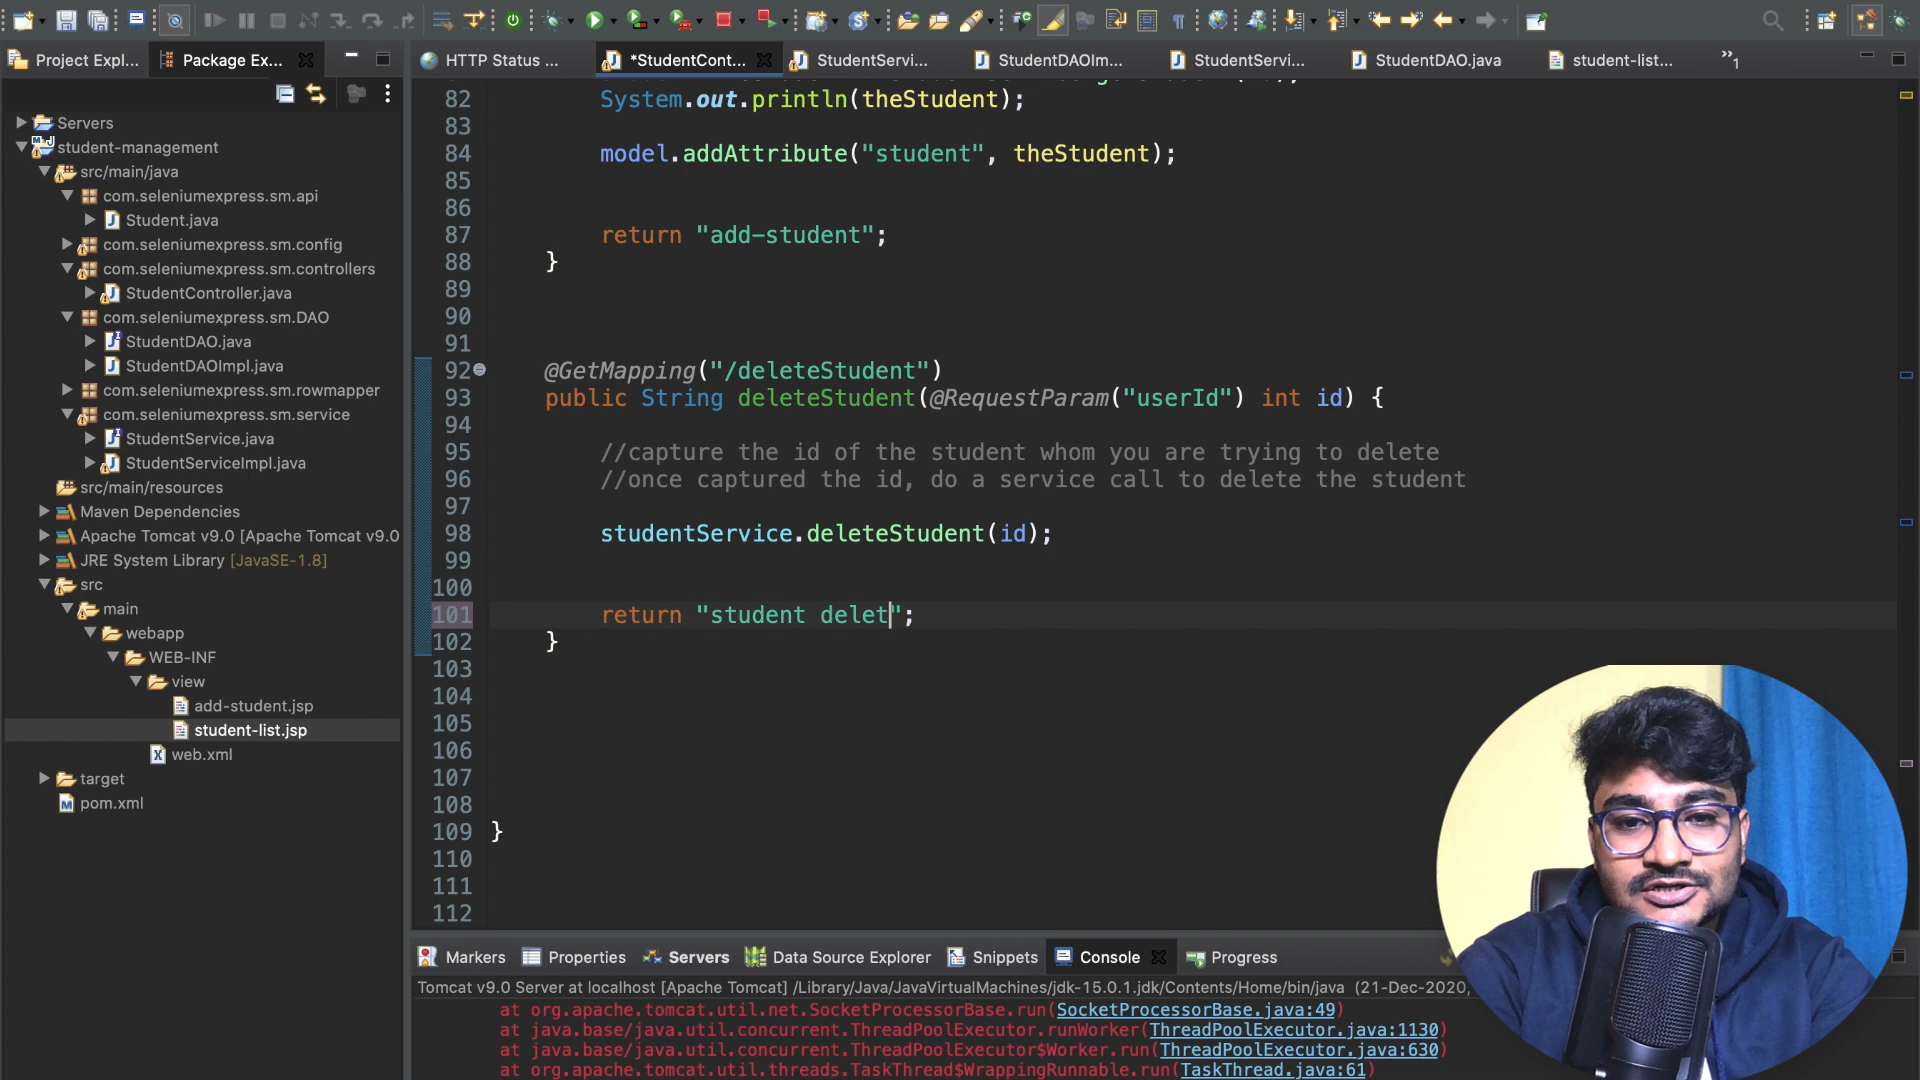 Project Expl...
Package Ex...
HTTP Status ...
*StudentCont...
StudentServi...
StudentDAOIm...
StudentServi...
StudentDAO.java
student-list...
»1
Servers
student-management
src/main/java
com.seleniumexpress.sm.api
Student.java
com.seleniumexpress.sm.config
com.seleniumexpress.sm.controllers
StudentController.java
com.seleniumexpress.sm.DAO
StudentDAO.java
StudentDAOImpl.java
com.seleniumexpress.sm.rowmapper
com.seleniumexpress.sm.service
StudentService.java
StudentServiceImpl.java
src/main/resources
Maven Dependencies
Apache Tomcat v9.0 [Apache Tomcat v9.0
JRE System Library [JavaSE-1.8]
src
main
webapp
WEB-INF
view
add-student.jsp
student-list.jsp
web.xml
target
pom.xml
82 System.out.println(theStudent);
83
84 model.addAttribute("student", theStudent);
85
86
87 return "add-student";
88 }
89
90
91
92 @GetMapping("/deleteStudent")
93 public String deleteStudent(@RequestParam("userId") int id) {
94
95 //capture the id of the student whom you are trying to delete
96 //once captured the id, do a service call to delete the student
97
98 studentService.deleteStudent(id);
99
100
101 return "student delet";
102 }
103
104
105
106
107
108
109 }
110
111
112
Markers
Properties
Servers
Data Source Explorer
Snippets
Console
Progress
Tomcat v9.0 Server at localhost [Apache Tomcat] /Library/Java/JavaVirtualMachines/jdk-15.0.1.jdk/Contents/Home/bin/java (21-Dec-2020,
at org.apache.tomcat.util.net.SocketProcessorBase.run(SocketProcessorBase.java:49)
at java.base/java.util.concurrent.ThreadPoolExecutor.runWorker(ThreadPoolExecutor.java:1130)
at java.base/java.util.concurrent.ThreadPoolExecutor$Worker.run(ThreadPoolExecutor.java:630)
at org.apache.tomcat.util.threads.TaskThread$WrappingRunnable.run(TaskThread.java:61)